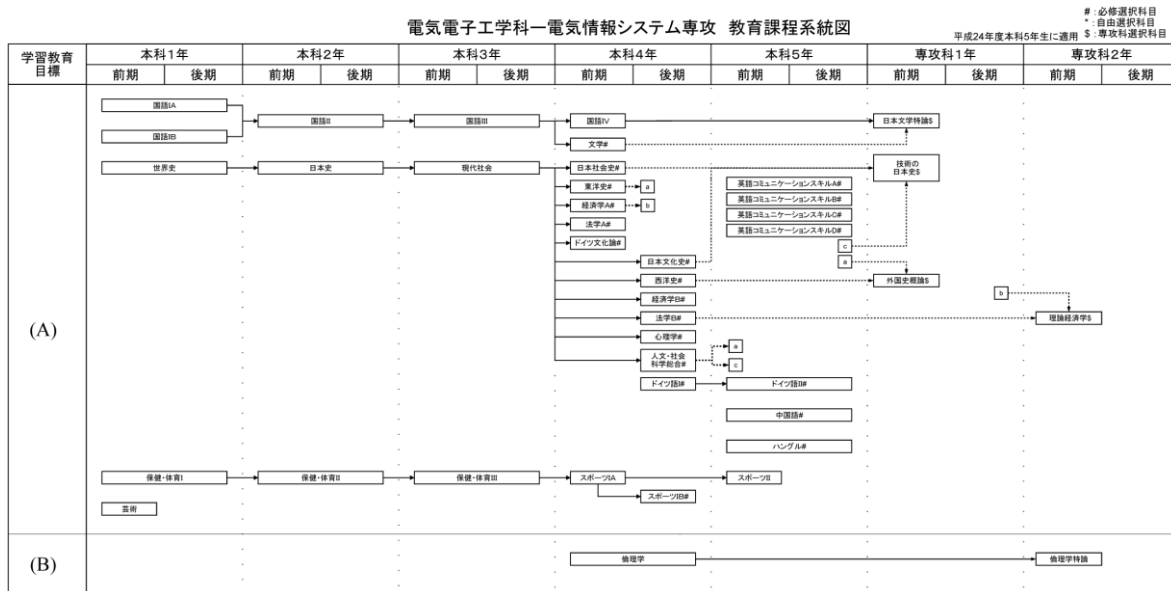 電気電子工学科ー電気情報システム専攻 教育課程系統図
#:必修選択科目
*:自由選択科目
平成24年度本科5年生に適用 $:専攻科選択科目
学習教育
目標
本科1年 本科2年 本科3年 本科4年 本科5年 専攻科1年 専攻科2年
前期 後期 前期 後期 前期 後期 前期 後期 前期 後期 前期 後期 前期 後期
(A)
国語IA
国語IB
国語II 国語III 国語IV 日本文学特論$
文学#
世界史 日本史 現代社会 日本社会史# 技術の
日本史$
東洋史# a 英語コミュニケーションスキルA#
英語コミュニケーションスキルB#
経済学A# b
英語コミュニケーションスキルC#
法学A#
英語コミュニケーションスキルD#
ドイツ文化論# c
日本文化史# a
西洋史# 外国史概論$
経済学B# b
法学B# 理論経済学$
心理学#
a
人文・社会
科学総合#
c
ドイツ語I# ドイツ語II#
中国語#
ハングル#
保健・体育I 保健・体育II 保健・体育III スポーツIA スポーツII
スポーツIB#
芸術
(B)
倫理学 倫理学特論